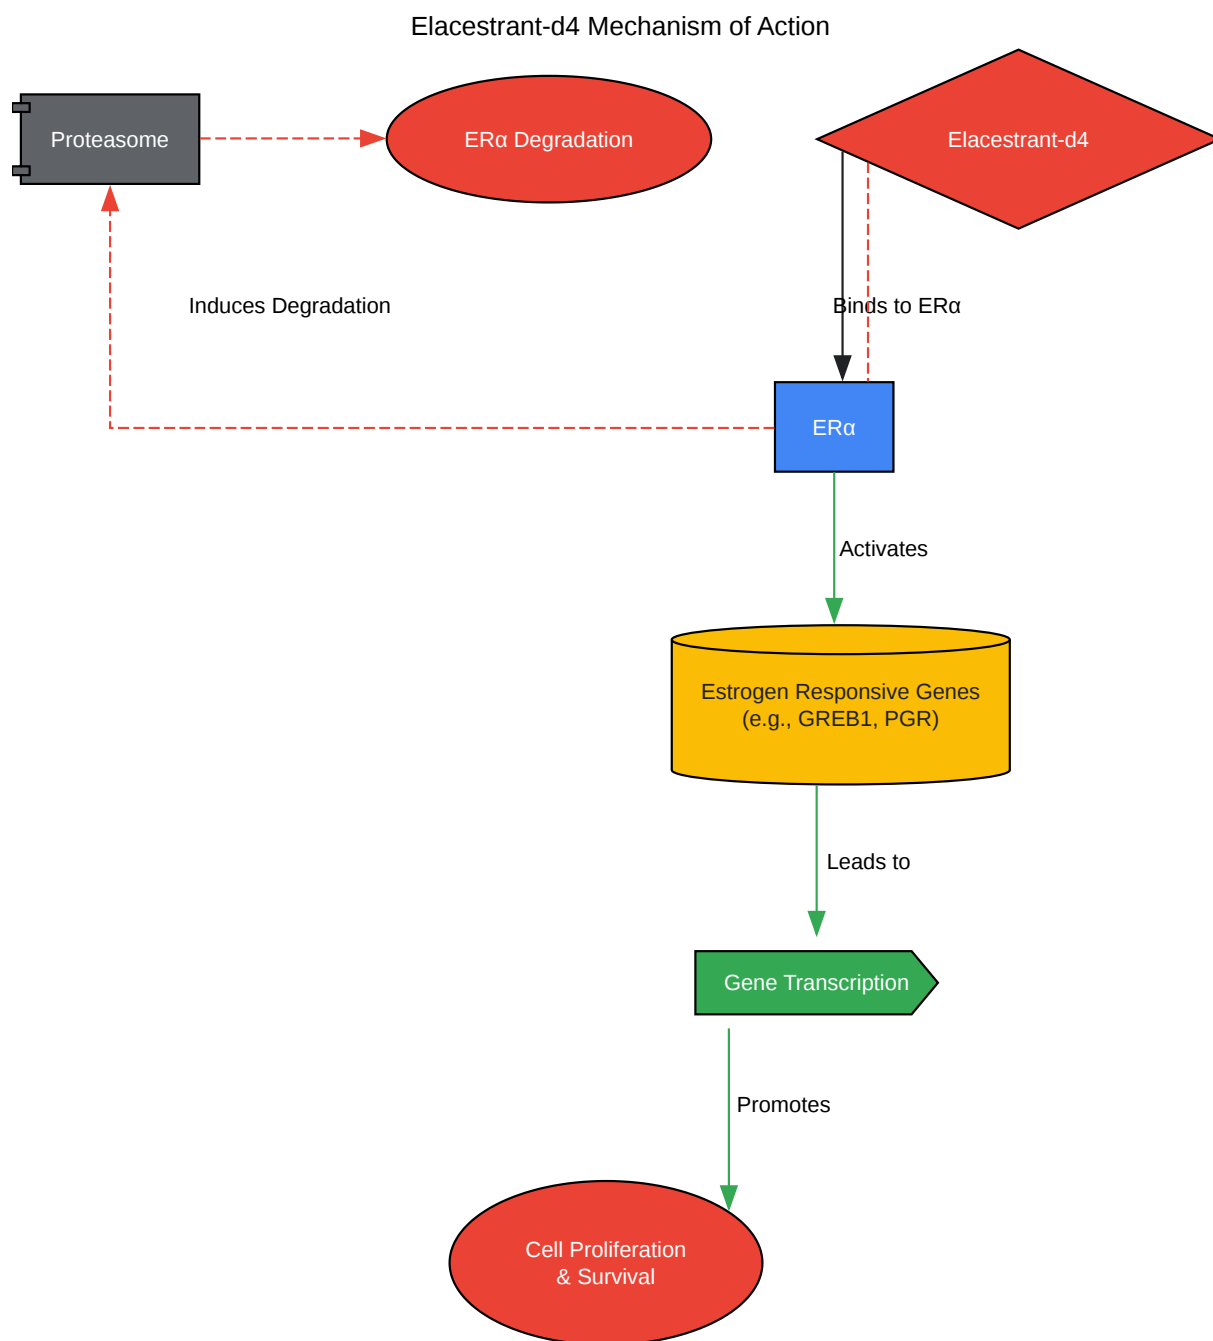 Elacestrant-d4 Mechanism of Action
Proteasome
ERα Degradation
Elacestrant-d4
Induces Degradation
Binds to ERα
ERα
Activates
Estrogen Responsive Genes
(e.g., GREB1, PGR)
Leads to
Gene Transcription
Promotes
Cell Proliferation
& Survival